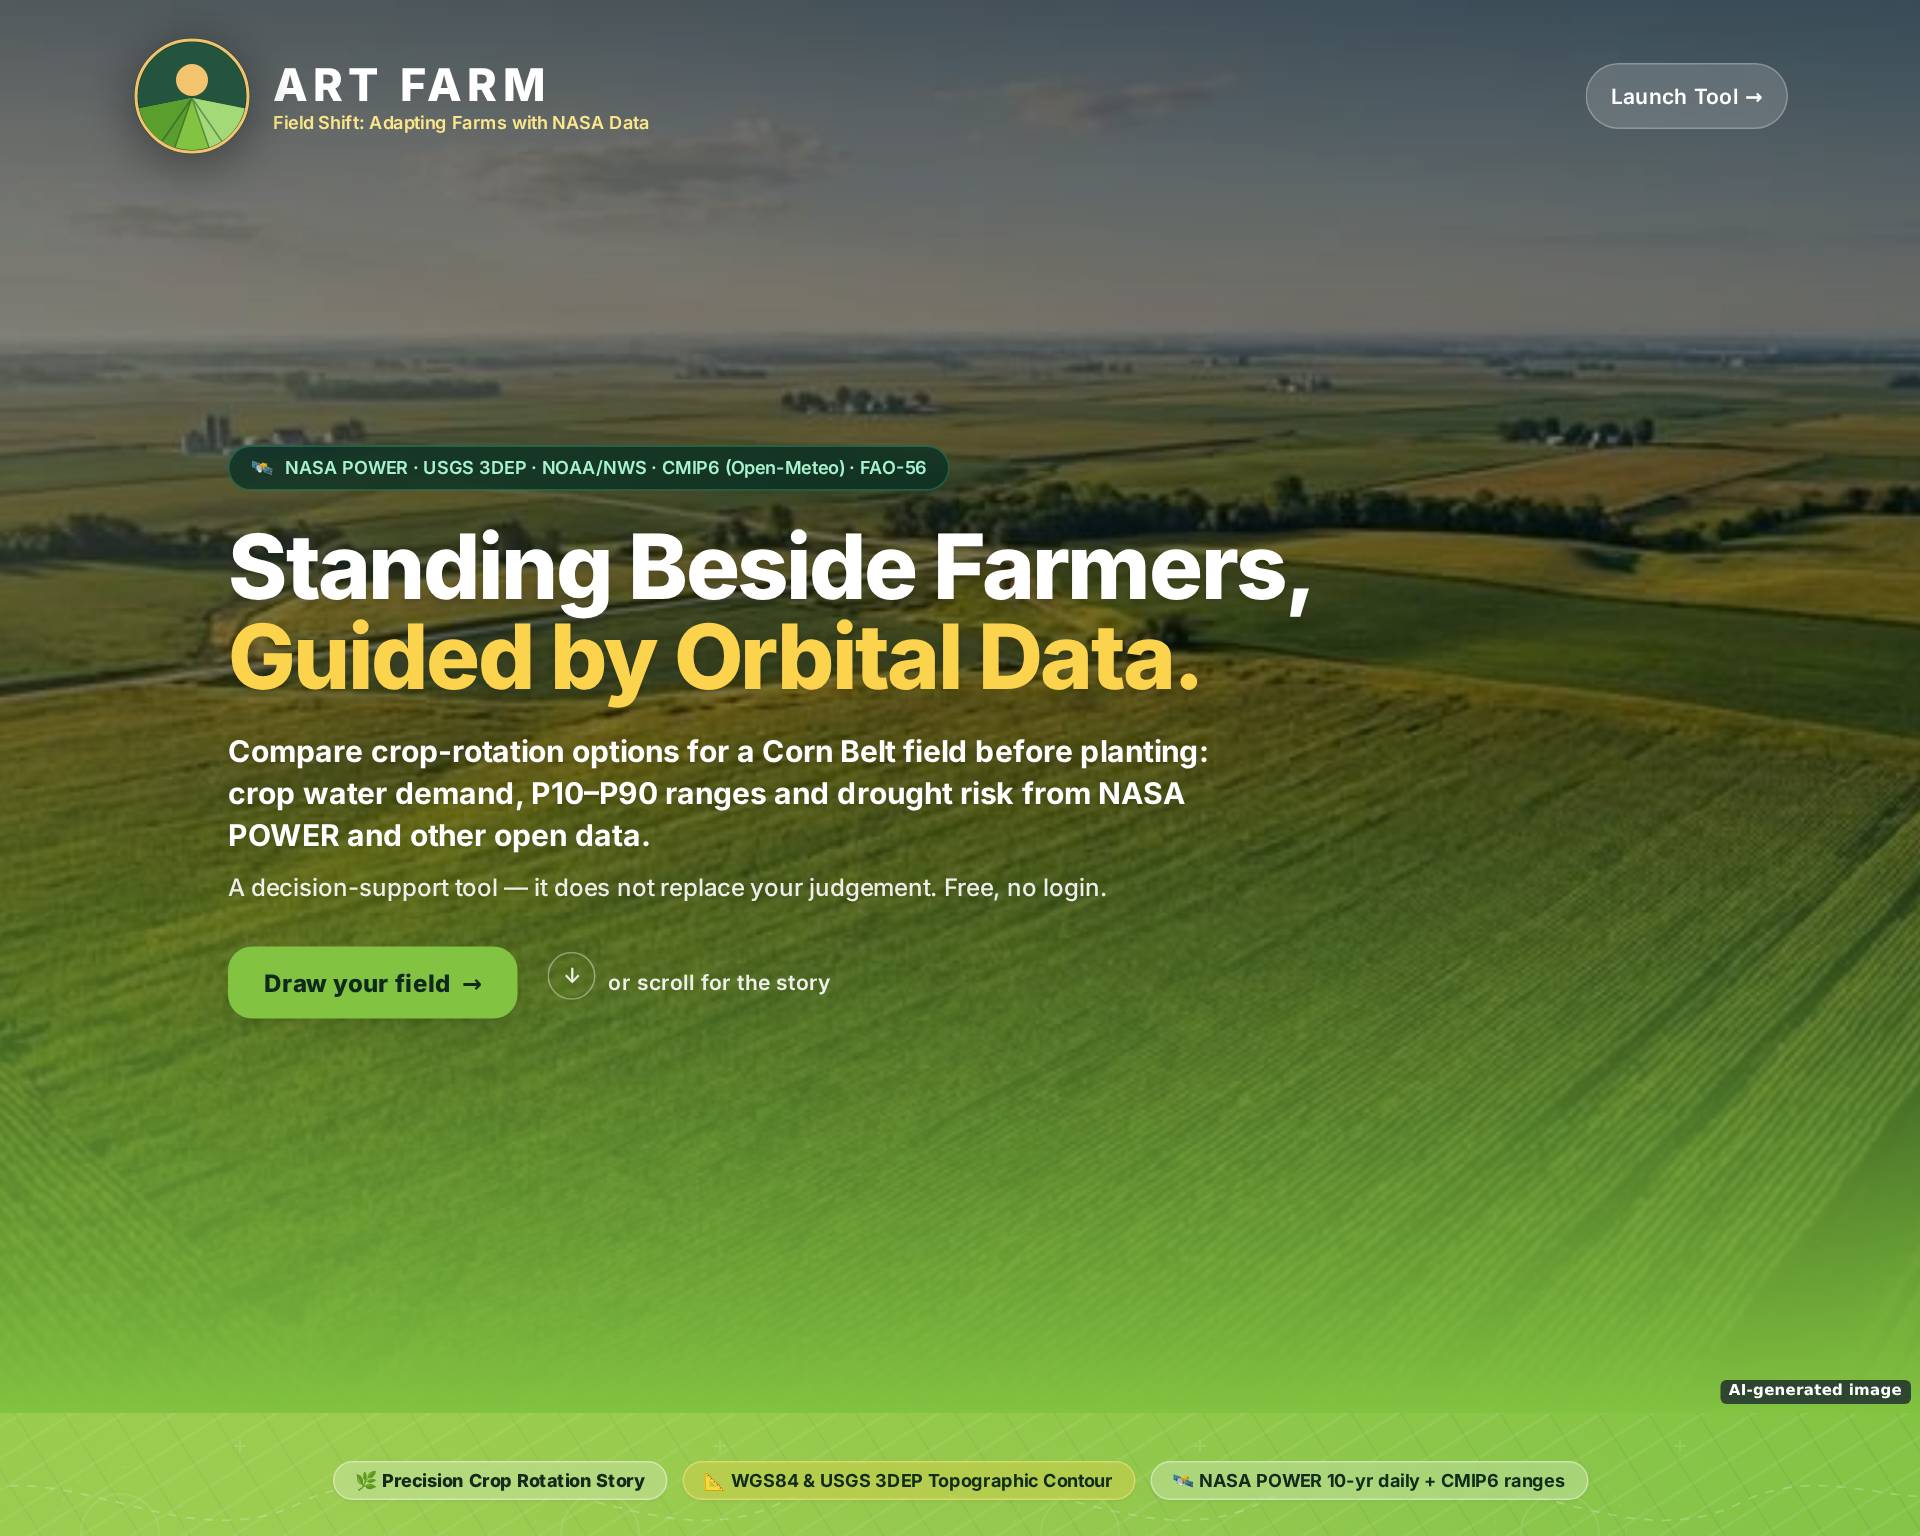 ART FARM
Field Shift: Adapting Farms with NASA Data
Launch Tool →
NASA POWER · USGS 3DEP · NOAA/NWS · CMIP6 (Open-Meteo) · FAO-56
Standing Beside Farmers,
Guided by Orbital Data.
Compare crop-rotation options for a Corn Belt field before planting:
crop water demand, P10–P90 ranges and drought risk from NASA
POWER and other open data.
A decision-support tool — it does not replace your judgement. Free, no login.
Draw your field →
or scroll for the story
AI-generated image
Precision Crop Rotation Story
WGS84 & USGS 3DEP Topographic Contour
NASA POWER 10-yr daily + CMIP6 ranges